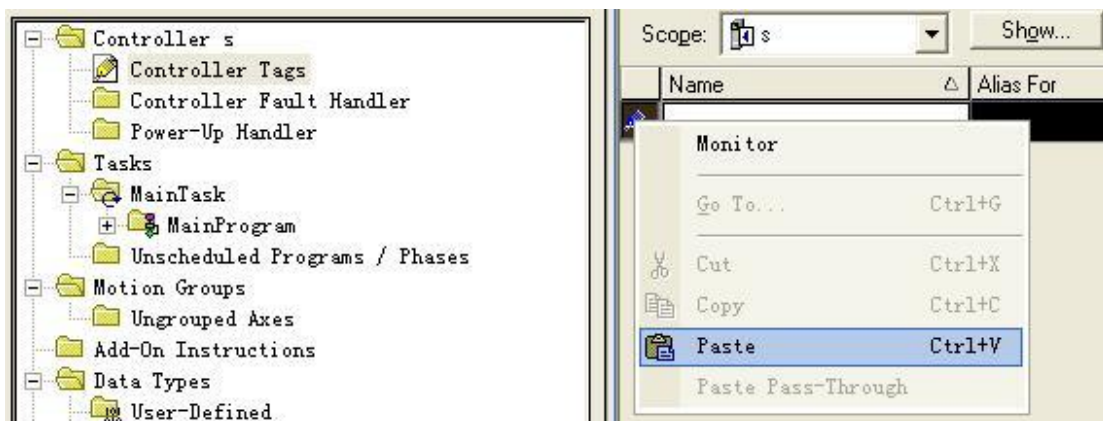 Controller s
Controller Tags
Controller Fault Handler
Power-Up Handler
Tasks
MainTask
MainProgram
Unscheduled Programs / Phases
Motion Groups
Ungrouped Axes
Add-On Instructions
Data Types
User-Defined
Scope: s Show...
Name Alias For
Monitor
Go To... Ctrl+G
Cut Ctrl+X
Copy Ctrl+C
Paste Ctrl+V
Paste Pass-Through